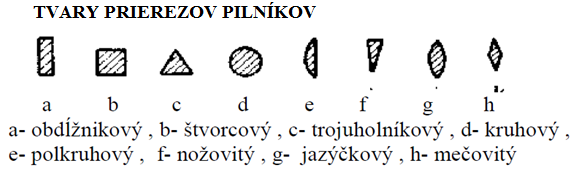 TVARY PRIEREZOV PILNÍKOV
a b c d e f g h
a- obdĺžnikový , b- štvorcový , c- trojuholníkový , d- kruhový ,
e- polkruhový , f- nožovitý , g- jazýčkový , h- mečovitý